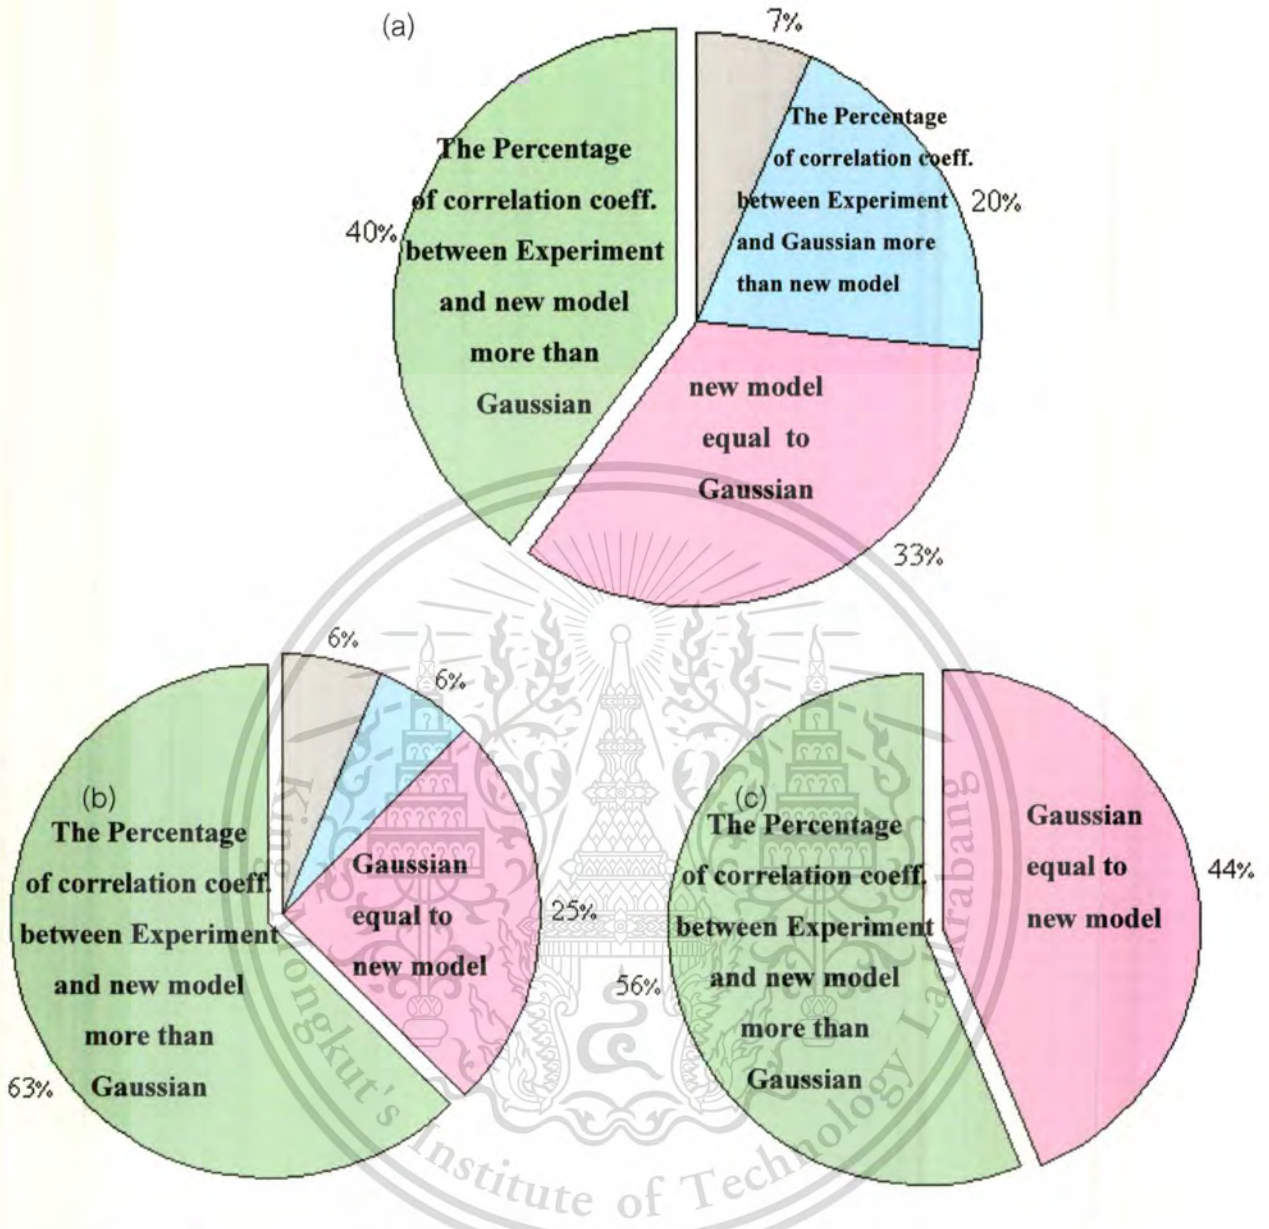 (a)
7%
The Percentage
of correlation coeff.
between Experiment
and Gaussian more
than new model
20%
40%
The Percentage
of correlation coeff.
between Experiment
and new model
more than
Gaussian
new model
equal to
Gaussian
33%
(b)
6%
6%
The Percentage
of correlation coeff.
between Experiment
and new model
more than
Gaussian
63%
Gaussian
equal to
new model
25%
(c)
The Percentage
of correlation coeff.
between Experiment
and new model
more than
Gaussian
56%
Gaussian
equal to
new model
44%
King Mongkut's Institute of Technology Ladkrabang